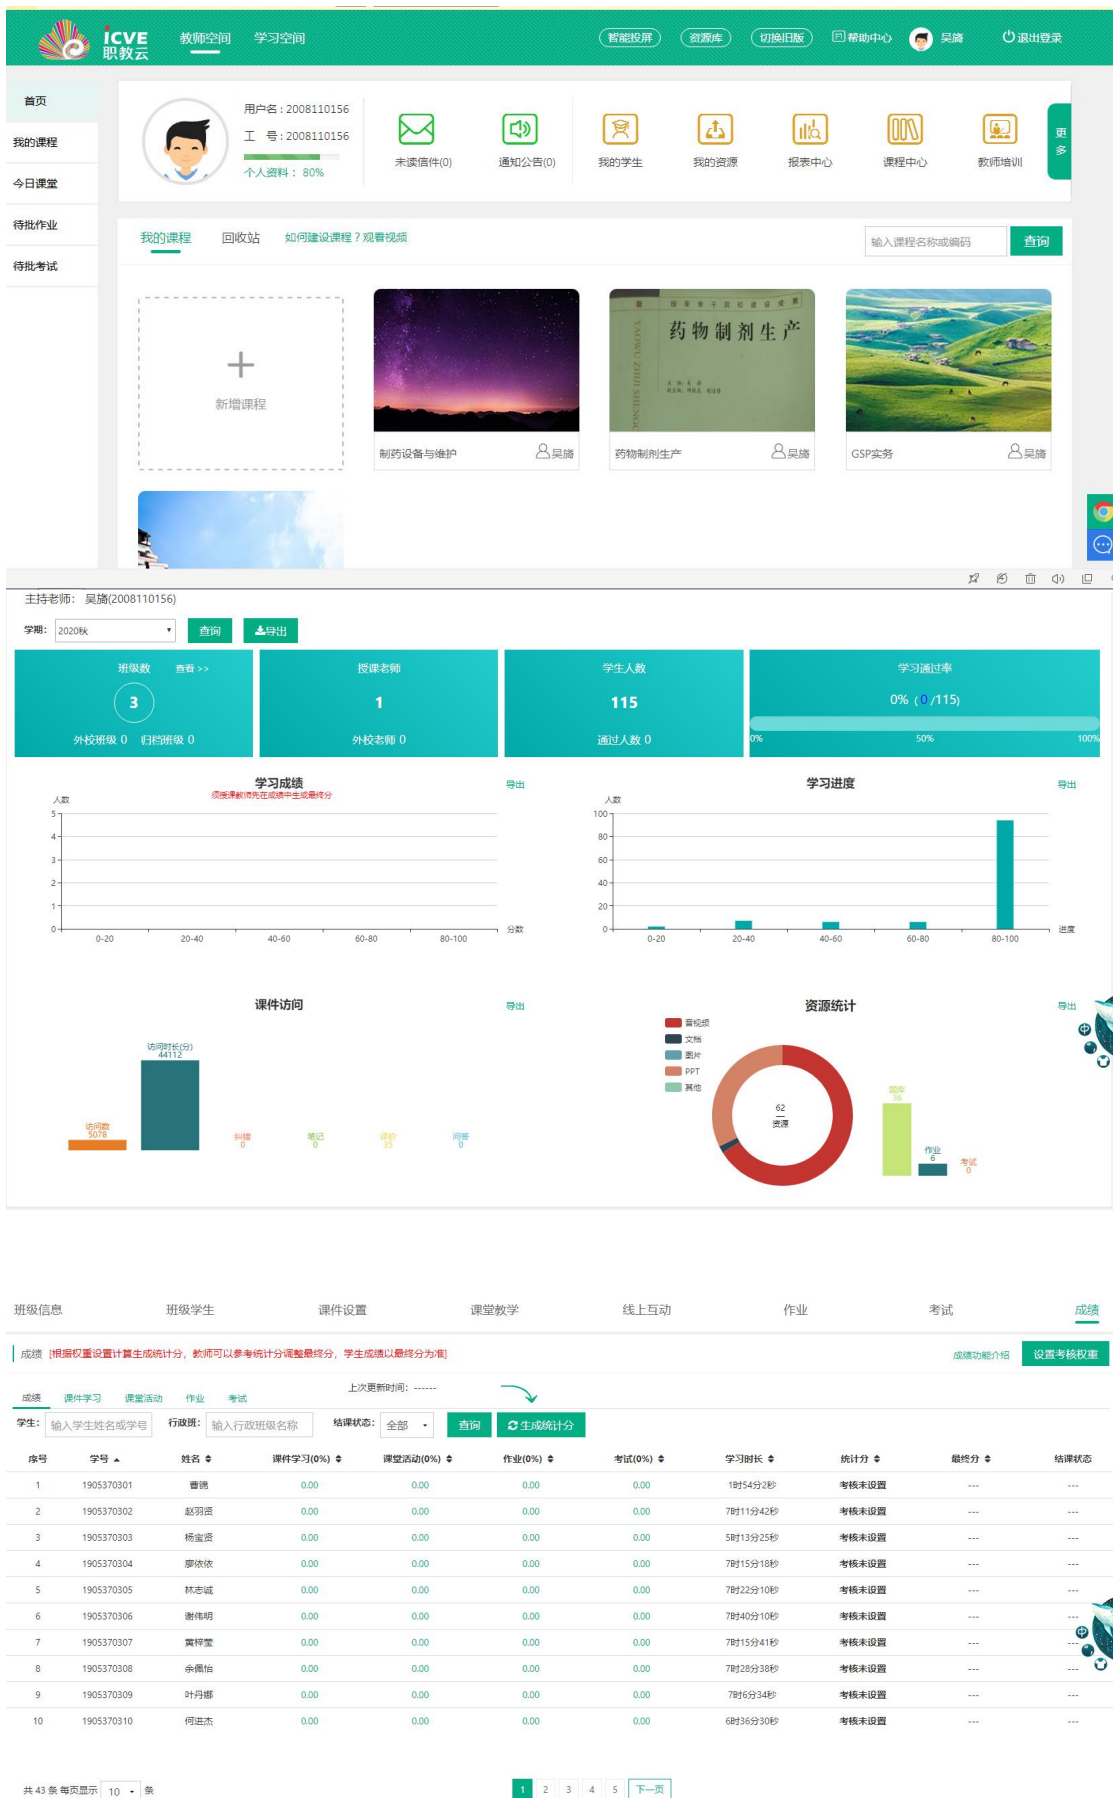 iCVE
职教云
教师空间 学习空间 智能投屏 资源库 切换旧版 帮助中心 吴旖 退出登录
首页
我的课程
今日课堂
待批作业
待批考试
用户名：2008110156
工 号：2008110156
个人资料： 80%
未读信件(0) 通知公告(0) 我的学生 我的资源 报表中心 课程中心 教师培训
更多
我的课程 回收站 如何建设课程？观看视频 输入课程名称或编码 查询
新增课程
药物制剂生产
YAOWU ZHIJI SHENGC
制药设备与维护 吴旖 药物制剂生产 吴旖 GSP实务 吴旖
主持老师： 吴旖(2008110156)
学期： 2020秋 查询 导出
班级数 查看 >> 授课老师 学生人数 学习通过率
3 1 115 0% ( 0 /115)
外校班级 0 归档班级 0 外校老师 0 通过人数 0 0% 50% 100%
学习成绩 导出 学习进度 导出
须授课教师先在成绩中生成最终分
人数 人数
5 100
4 80
3 60
2 40
1 20
0 0
0-20 20-40 40-60 60-80 80-100 分数 0-20 20-40 40-60 60-80 80-100 进度
课件访问 导出 资源统计 导出
音视频
文档
图片
PPT
其他
访问时长(分)
44112
访问数
5078
纠错
0
笔记
0
评价
35
问答
0
62
资源
题库
36
作业
6
考试
0
中
班级信息 班级学生 课件设置 课堂教学 线上互动 作业 考试 成绩
成绩 [根据权重设置计算生成统计分，教师可以参考统计分调整最终分，学生成绩以最终分为准] 成绩功能介绍 设置考核权重
成绩 课件学习 课堂活动 作业 考试 上次更新时间：------
学生： 输入学生姓名或学号 行政班： 输入行政班级名称 结课状态： 全部 查询 生成统计分
序号 学号 姓名 课件学习(0%) 课堂活动(0%) 作业(0%) 考试(0%) 学习时长 统计分 最终分 结课状态
1 1905370301 曹锦 0.00 0.00 0.00 0.00 1时54分2秒 考核未设置 --- ---
2 1905370302 赵羽贤 0.00 0.00 0.00 0.00 7时11分42秒 考核未设置 --- ---
3 1905370303 杨宝贤 0.00 0.00 0.00 0.00 5时13分25秒 考核未设置 --- ---
4 1905370304 廖依依 0.00 0.00 0.00 0.00 7时15分18秒 考核未设置 --- ---
5 1905370305 林志诚 0.00 0.00 0.00 0.00 7时22分10秒 考核未设置 --- ---
6 1905370306 谢伟明 0.00 0.00 0.00 0.00 7时40分10秒 考核未设置 --- ---
7 1905370307 黄梓莹 0.00 0.00 0.00 0.00 7时15分41秒 考核未设置 --- ---
8 1905370308 余佩怡 0.00 0.00 0.00 0.00 7时28分38秒 考核未设置 --- ---
9 1905370309 叶丹娜 0.00 0.00 0.00 0.00 7时6分34秒 考核未设置 --- ---
10 1905370310 何进杰 0.00 0.00 0.00 0.00 6时36分30秒 考核未设置 --- ---
中
共 43 条 每页显示 10 条 1 2 3 4 5 下一页